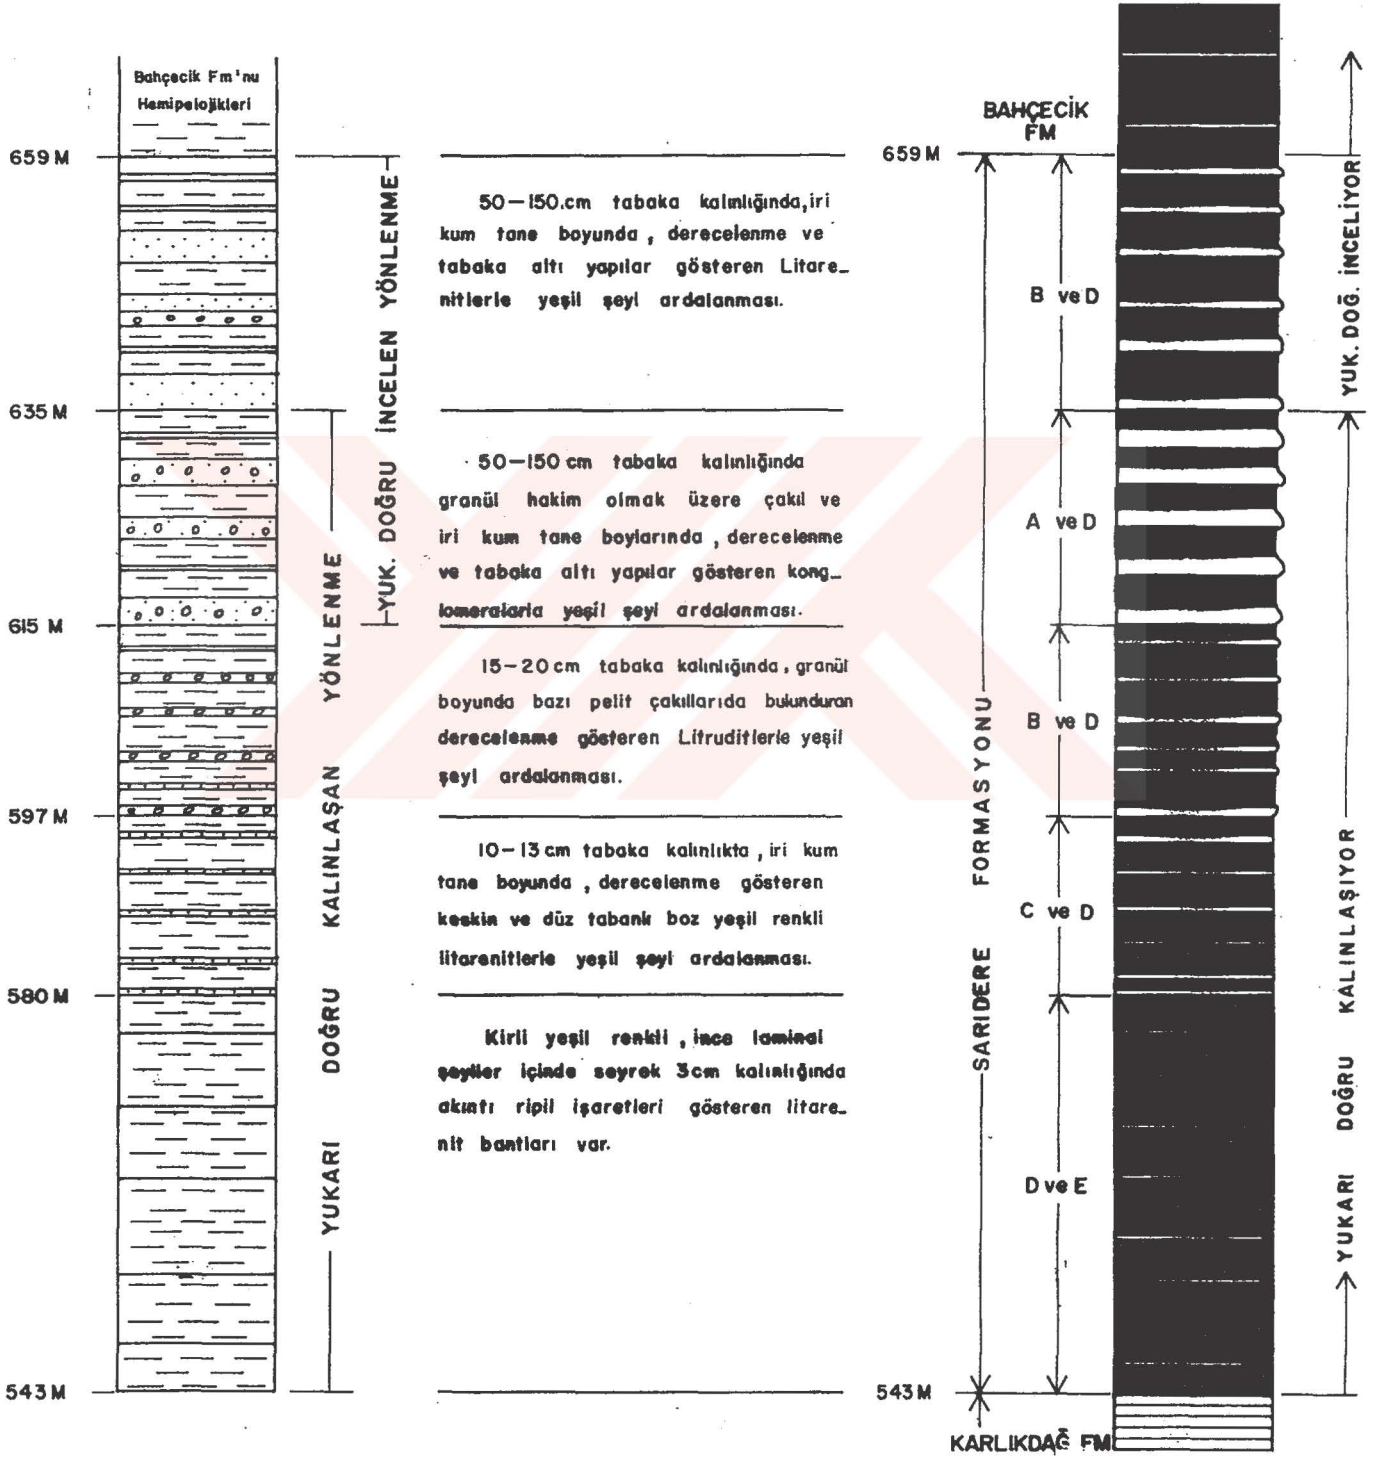 Bahçecik Fm'nu
Hemipelojikleri
659 M
635 M
615 M
597 M
580 M
543 M
YUKARI DOĞRU KALINLAŞAN YÖNLENME
YUK. DOĞRU İNCELEN YÖNLENME
50-150.cm tabaka kalınlığında, iri
kum tane boyunda , derecelenme ve
tabaka altı yapılar gösteren Litare_
nitlerle yeşil şeyl ardalanması.
50-150 cm tabaka kalınlığında
granül hakim olmak üzere çakıl ve
iri kum tane boylarında , derecelenme
ve tabaka altı yapılar gösteren kong_
lomeralarla yeşil şeyl ardalanması.
15-20 cm tabaka kalınlığında, granül
boyunda bazı pelit çakıllarıda bulunduran
derecelenme gösteren Litruditlerle yeşil
şeyl ardalanması.
10-13 cm tabaka kalınlıkta , iri kum
tane boyunda , derecelenme gösteren
keskin ve düz tabanlı boz yeşil renkli
litarenitlerle yeşil şeyl ardalanması.
Kirli yeşil renkli , ince laminalı
şeyller içinde seyrek 3cm kalınlığında
akıntı ripil işaretleri gösteren litare_
nit bantları var.
BAHÇECİK
FM
659 M
543 M
SARIDERE FORMASYONU
B ve D
A ve D
B ve D
C ve D
D ve E
KARLIKDAĞ FM
YUK. DOĞ. İNCELİYOR
YUKARI DOĞRU KALINLAŞIYOR